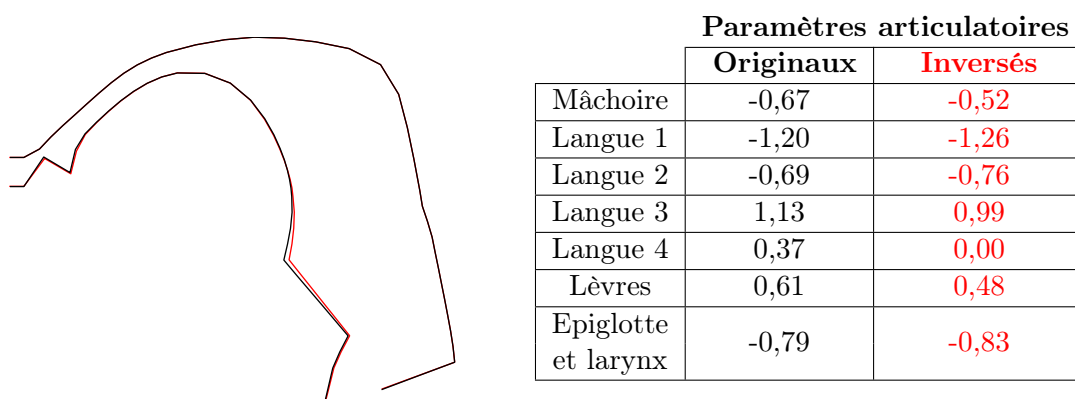 Paramètres articulatoires
Originaux Inversés
Mâchoire -0,67 -0,52
Langue 1 -1,20 -1,26
Langue 2 -0,69 -0,76
Langue 3 1,13 0,99
Langue 4 0,37 0,00
Lèvres 0,61 0,48
Epiglotte
et larynx -0,79 -0,83